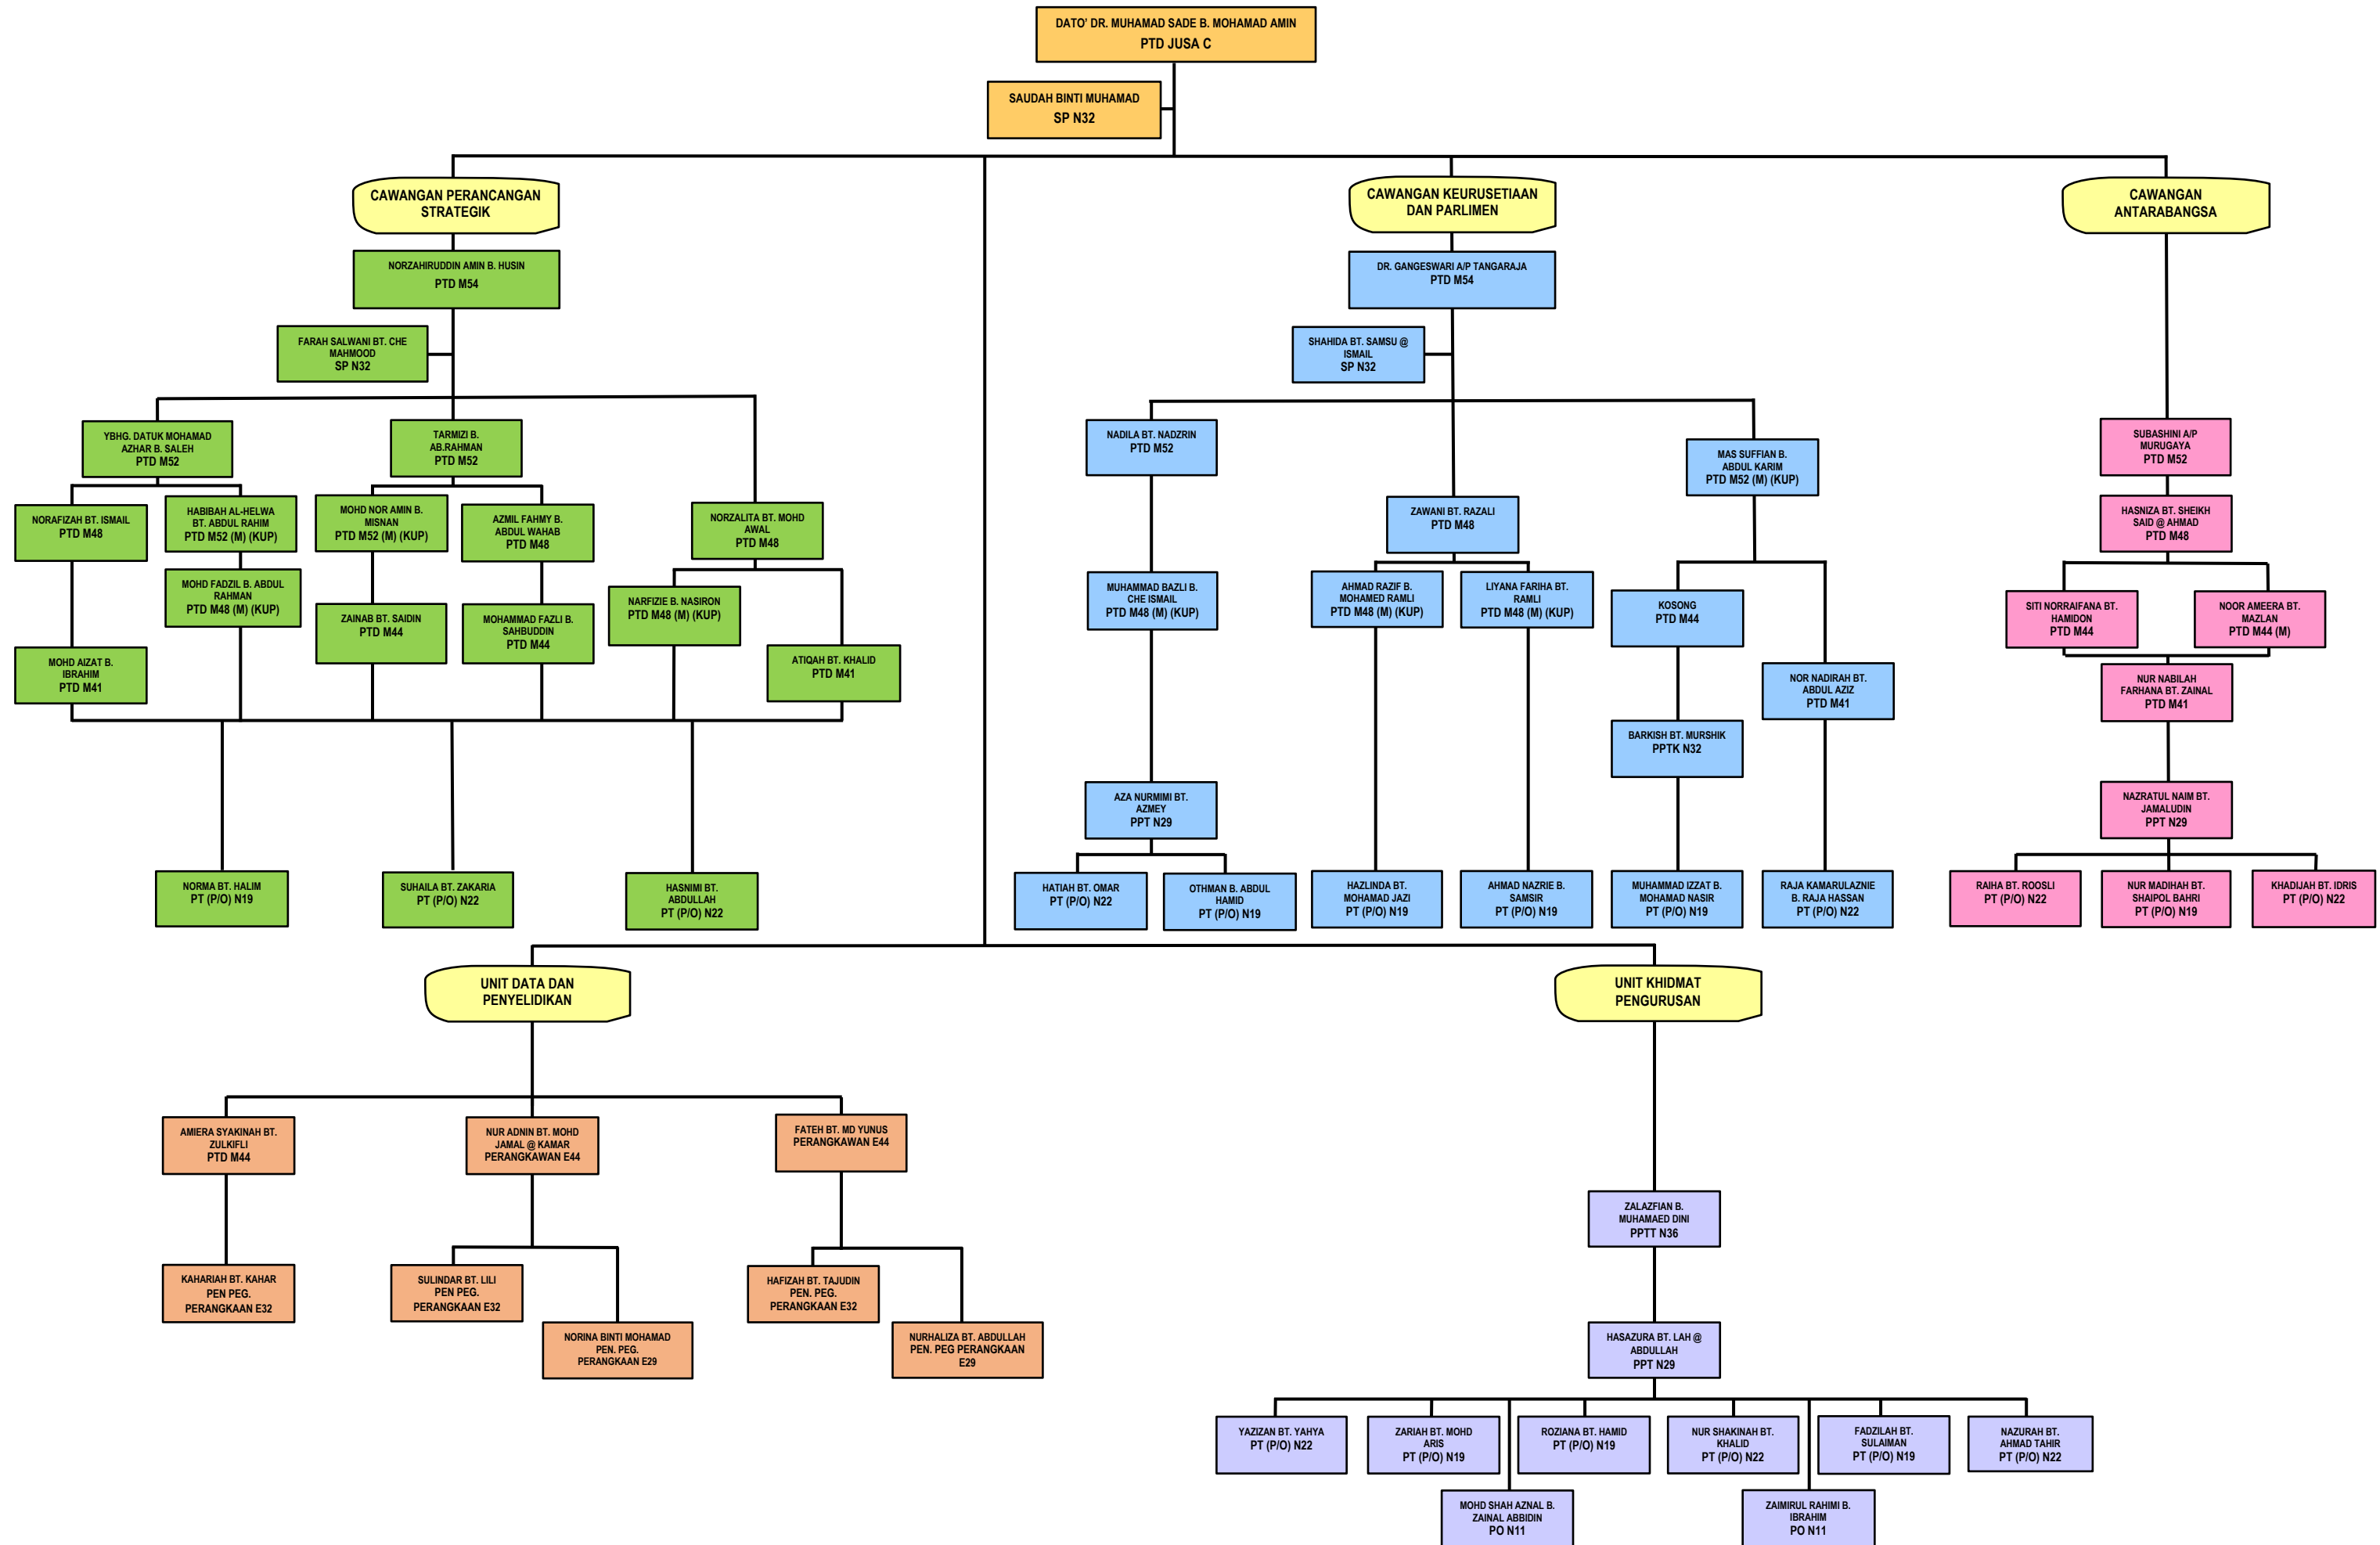 DATO' DR. MUHAMAD SADE B. MOHAMAD AMIN
PTD JUSA C
SAUDAH BINTI MUHAMAD
SP N32
CAWANGAN PERANCANGAN
STRATEGIK
NORZAHIRUDDIN AMIN B. HUSIN
PTD M54
FARAH SALWANI BT. CHE
MAHMOOD
SP N32
YBHG. DATUK MOHAMAD
AZHAR B. SALEH
PTD M52
TARMIZI B.
AB.RAHMAN
PTD M52
NORAFIZAH BT. ISMAIL
PTD M48
HABIBAH AL-HELWA
BT. ABDUL RAHIM
PTD M52 (M) (KUP)
MOHD NOR AMIN B.
MISNAN
PTD M52 (M) (KUP)
AZMIL FAHMY B.
ABDUL WAHAB
PTD M48
NORZALITA BT. MOHD
AWAL
PTD M48
MOHD FADZIL B. ABDUL
RAHMAN
PTD M48 (M) (KUP)
ZAINAB BT. SAIDIN
PTD M44
MOHAMMAD FAZLI B.
SAHBUDDIN
PTD M44
NARFIZIE B. NASIRON
PTD M48 (M) (KUP)
MOHD AIZAT B.
IBRAHIM
PTD M41
ATIQAH BT. KHALID
PTD M41
NORMA BT. HALIM
PT (P/O) N19
SUHAILA BT. ZAKARIA
PT (P/O) N22
HASNIMI BT.
ABDULLAH
PT (P/O) N22
CAWANGAN KEURUSETIAAN
DAN PARLIMEN
DR. GANGESWARI A/P TANGARAJA
PTD M54
SHAHIDA BT. SAMSU @
ISMAIL
SP N32
NADILA BT. NADZRIN
PTD M52
MAS SUFFIAN B.
ABDUL KARIM
PTD M52 (M) (KUP)
ZAWANI BT. RAZALI
PTD M48
MUHAMMAD BAZLI B.
CHE ISMAIL
PTD M48 (M) (KUP)
AHMAD RAZIF B.
MOHAMED RAMLI
PTD M48 (M) (KUP)
LIYANA FARIHA BT.
RAMLI
PTD M48 (M) (KUP)
KOSONG
PTD M44
NOR NADIRAH BT.
ABDUL AZIZ
PTD M41
BARKISH BT. MURSHIK
PPTK N32
AZA NURMIMI BT.
AZMEY
PPT N29
HATIAH BT. OMAR
PT (P/O) N22
OTHMAN B. ABDUL
HAMID
PT (P/O) N19
HAZLINDA BT.
MOHAMAD JAZI
PT (P/O) N19
AHMAD NAZRIE B.
SAMSIR
PT (P/O) N19
MUHAMMAD IZZAT B.
MOHAMAD NASIR
PT (P/O) N19
RAJA KAMARULAZNIE
B. RAJA HASSAN
PT (P/O) N22
CAWANGAN
ANTARABANGSA
SUBASHINI A/P
MURUGAYA
PTD M52
HASNIZA BT. SHEIKH
SAID @ AHMAD
PTD M48
SITI NORRAIFANA BT.
HAMIDON
PTD M44
NOOR AMEERA BT.
MAZLAN
PTD M44 (M)
NUR NABILAH
FARHANA BT. ZAINAL
PTD M41
NAZRATUL NAIM BT.
JAMALUDIN
PPT N29
RAIHA BT. ROOSLI
PT (P/O) N22
NUR MADIHAH BT.
SHAIPOL BAHRI
PT (P/O) N19
KHADIJAH BT. IDRIS
PT (P/O) N22
UNIT DATA DAN
PENYELIDIKAN
AMIERA SYAKINAH BT.
ZULKIFLI
PTD M44
NUR ADNIN BT. MOHD
JAMAL @ KAMAR
PERANGKAWAN E44
FATEH BT. MD YUNUS
PERANGKAWAN E44
KAHARIAH BT. KAHAR
PEN PEG.
PERANGKAAN E32
SULINDAR BT. LILI
PEN PEG.
PERANGKAAN E32
HAFIZAH BT. TAJUDIN
PEN. PEG.
PERANGKAAN E32
NORINA BINTI MOHAMAD
PEN. PEG.
PERANGKAAN E29
NURHALIZA BT. ABDULLAH
PEN. PEG PERANGKAAN
E29
UNIT KHIDMAT
PENGURUSAN
ZALAZFIAN B.
MUHAMAED DINI
PPTT N36
HASAZURA BT. LAH @
ABDULLAH
PPT N29
YAZIZAN BT. YAHYA
PT (P/O) N22
ZARIAH BT. MOHD
ARIS
PT (P/O) N19
ROZIANA BT. HAMID
PT (P/O) N19
NUR SHAKINAH BT.
KHALID
PT (P/O) N22
FADZILAH BT.
SULAIMAN
PT (P/O) N19
NAZURAH BT.
AHMAD TAHIR
PT (P/O) N22
MOHD SHAH AZNAL B.
ZAINAL ABBIDIN
PO N11
ZAIMIRUL RAHIMI B.
IBRAHIM
PO N11